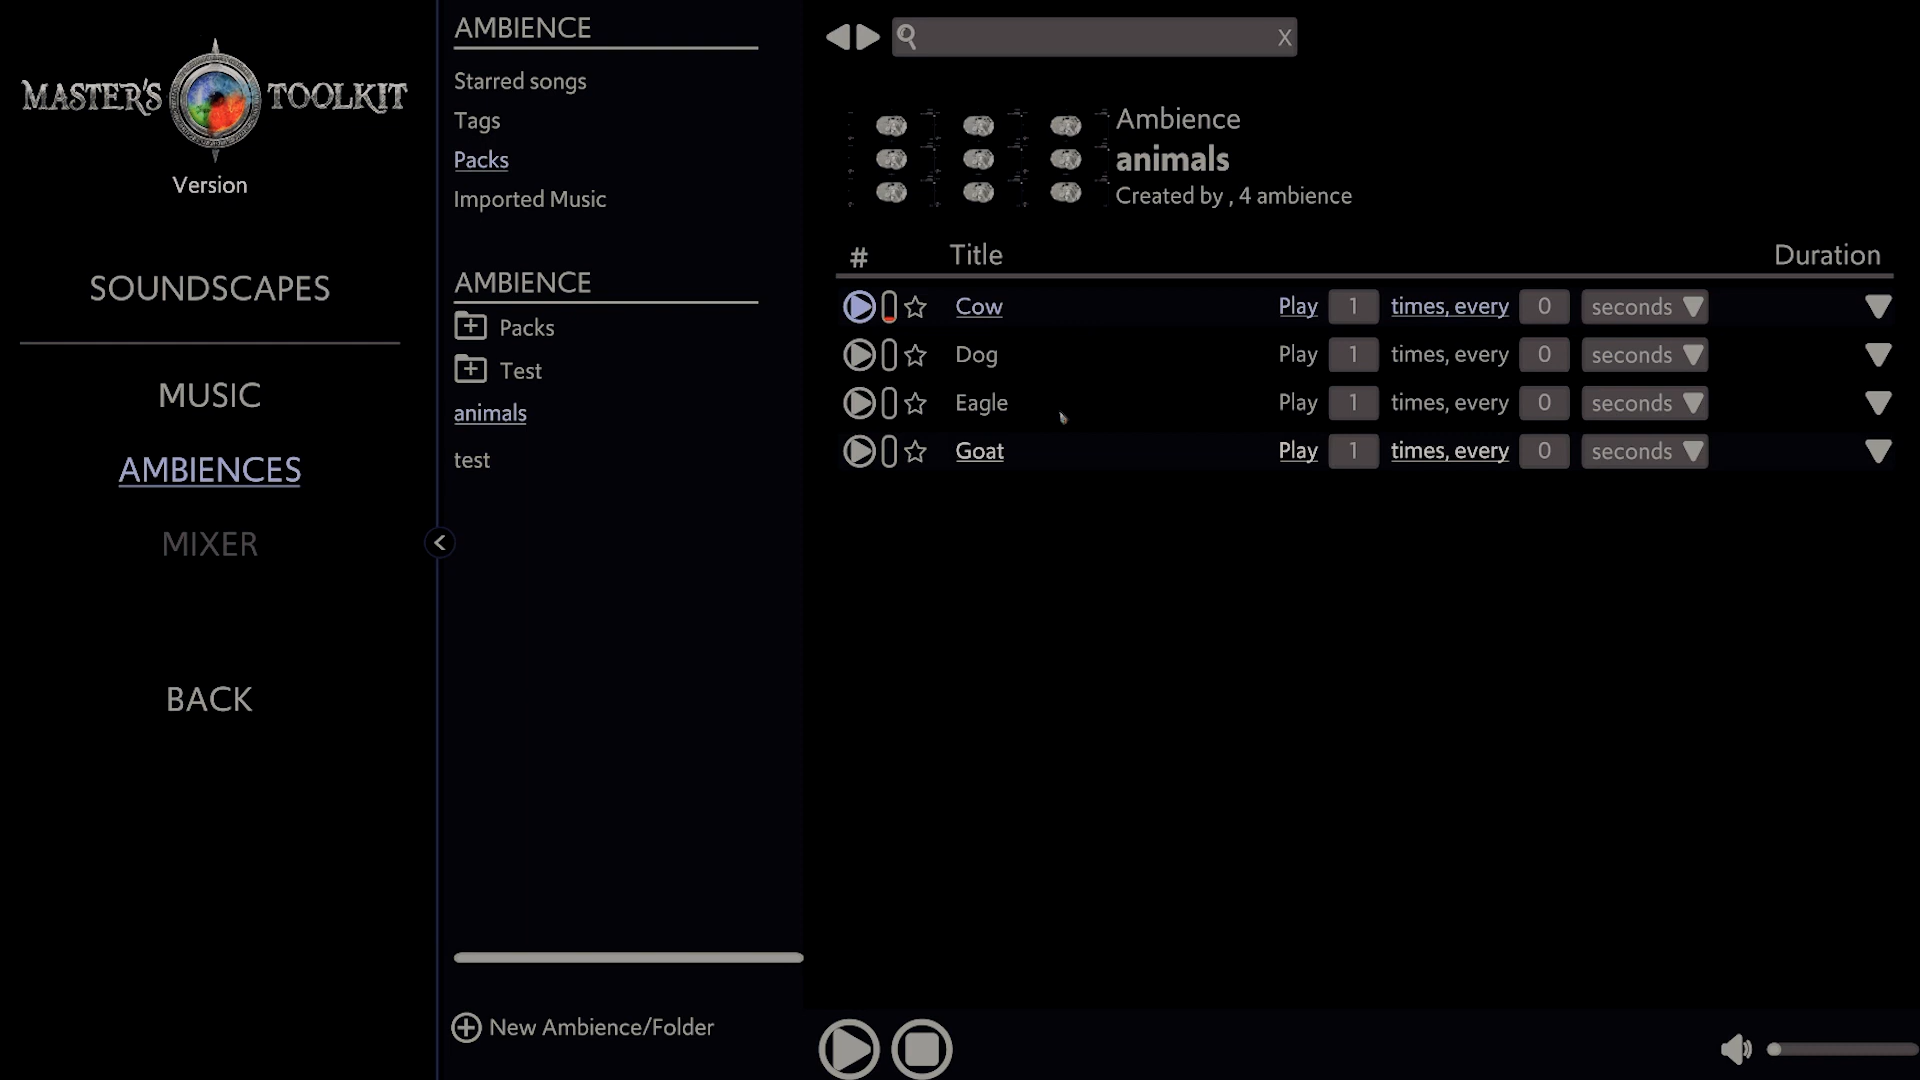 MASTER'S TOOLKIT
Version
SOUNDSCAPES
MUSIC
AMBIENCES
MIXER
BACK
AMBIENCE
Starred songs
Tags
Packs
Imported Music
AMBIENCE
Packs
Test
animals
test
New Ambience/Folder
X
Ambience
animals
Created by , 4 ambience
# Title Duration
Cow Play 1 times, every 0 seconds
Dog Play 1 times, every 0 seconds
Eagle Play 1 times, every 0 seconds
Goat Play 1 times, every 0 seconds